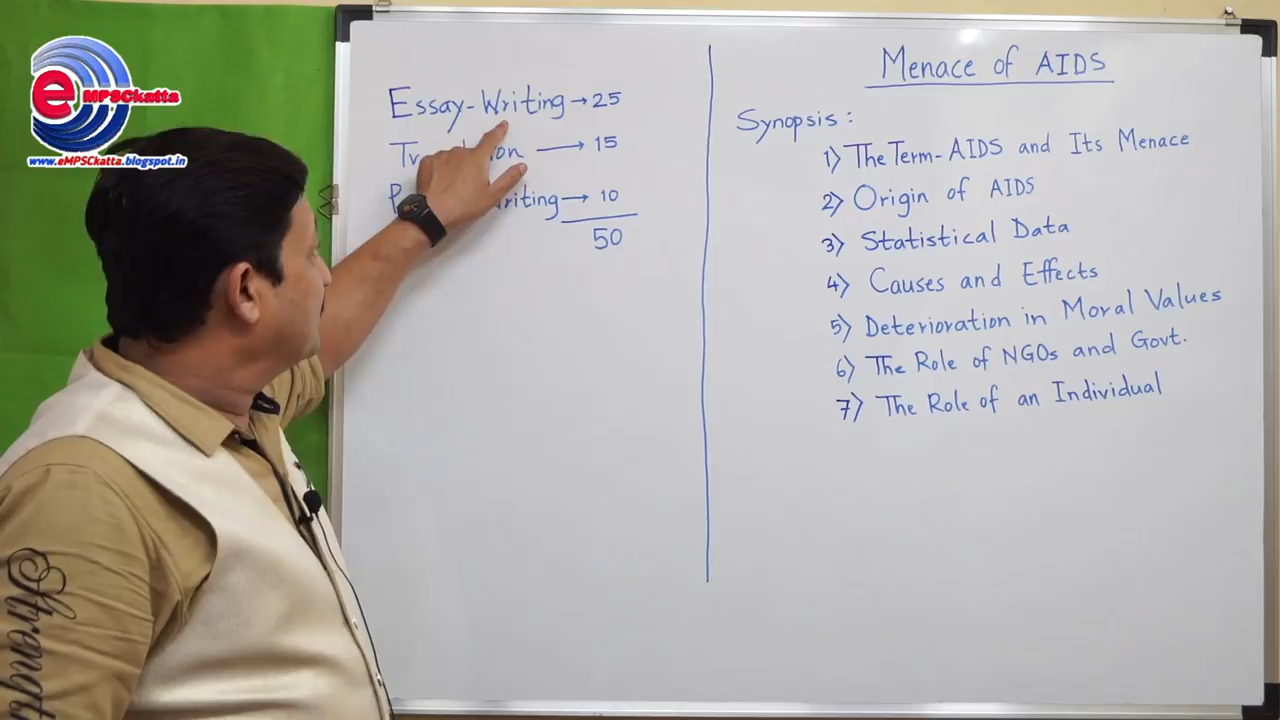 eMPSCkatta
www.eMPSCkatta.blogspot.in
Essay-Writing → 25
→ 15
→ 10
50
Menace of AIDS
Synopsis :
1) The Term- AIDS and Its Menace
2) Origin of AIDS
3) Statistical Data
4) Causes and Effects
5) Deterioration in Moral Values
6) The Role of NGOs and Govt.
7) The Role of an Individual